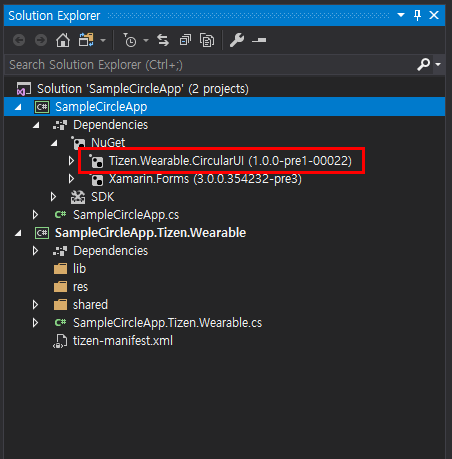 Solution Explorer
Search Solution Explorer (Ctrl+;)
Solution 'SampleCircleApp' (2 projects)
C# SampleCircleApp
Dependencies
NuGet
Tizen.Wearable.CircularUI (1.0.0-pre1-00022)
Xamarin.Forms (3.0.0.354232-pre3)
SDK
C# SampleCircleApp.cs
C# SampleCircleApp.Tizen.Wearable
Dependencies
lib
res
shared
C# SampleCircleApp.Tizen.Wearable.cs
tizen-manifest.xml